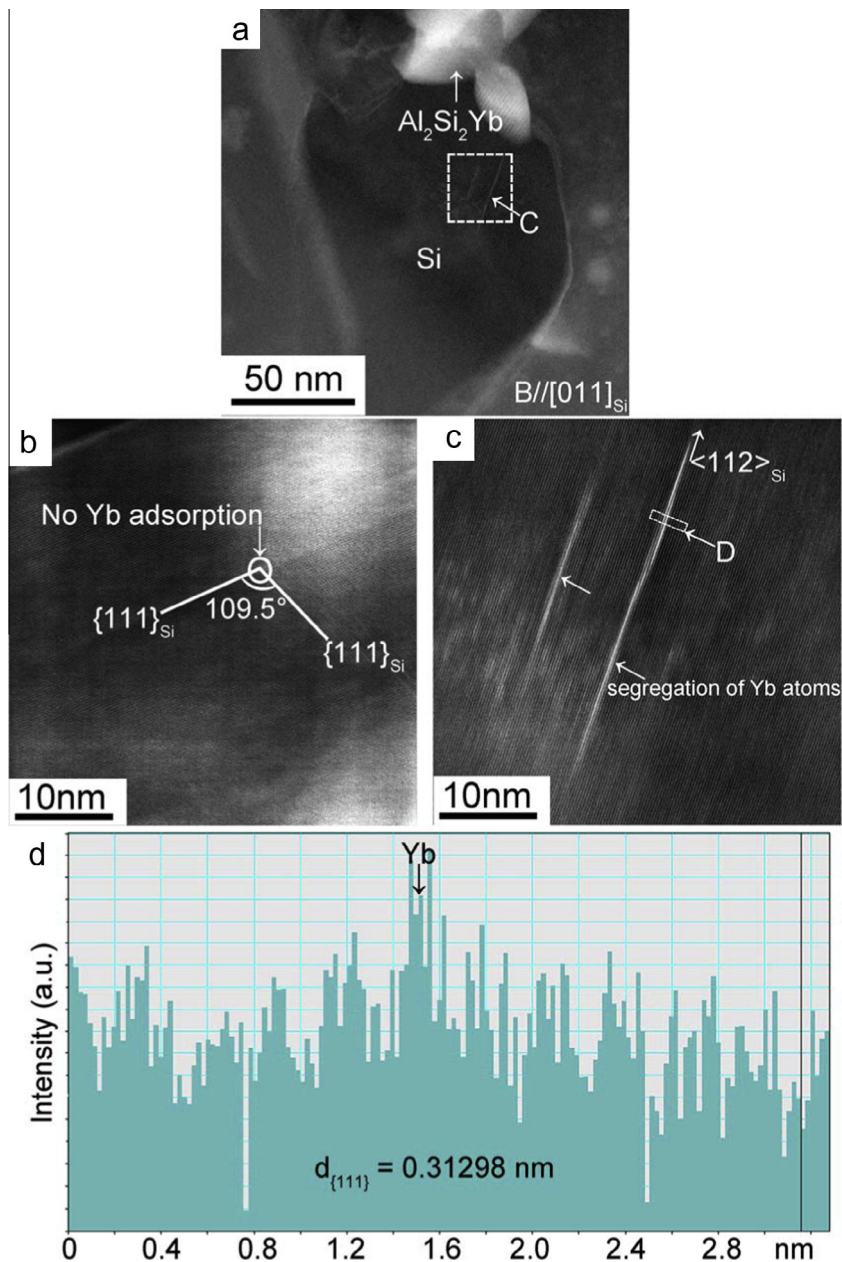 a
Al₂Si₂Yb
C
Si
50 nm
B//[011]Si
b
No Yb adsorption
109.5°
{111}Si
{111}Si
10nm
c
<112>Si
D
segregation of Yb atoms
10nm
d
Yb
Intensity (a.u.)
d{111} = 0.31298 nm
0 0.4 0.8 1.2 1.6 2.0 2.4 2.8 nm